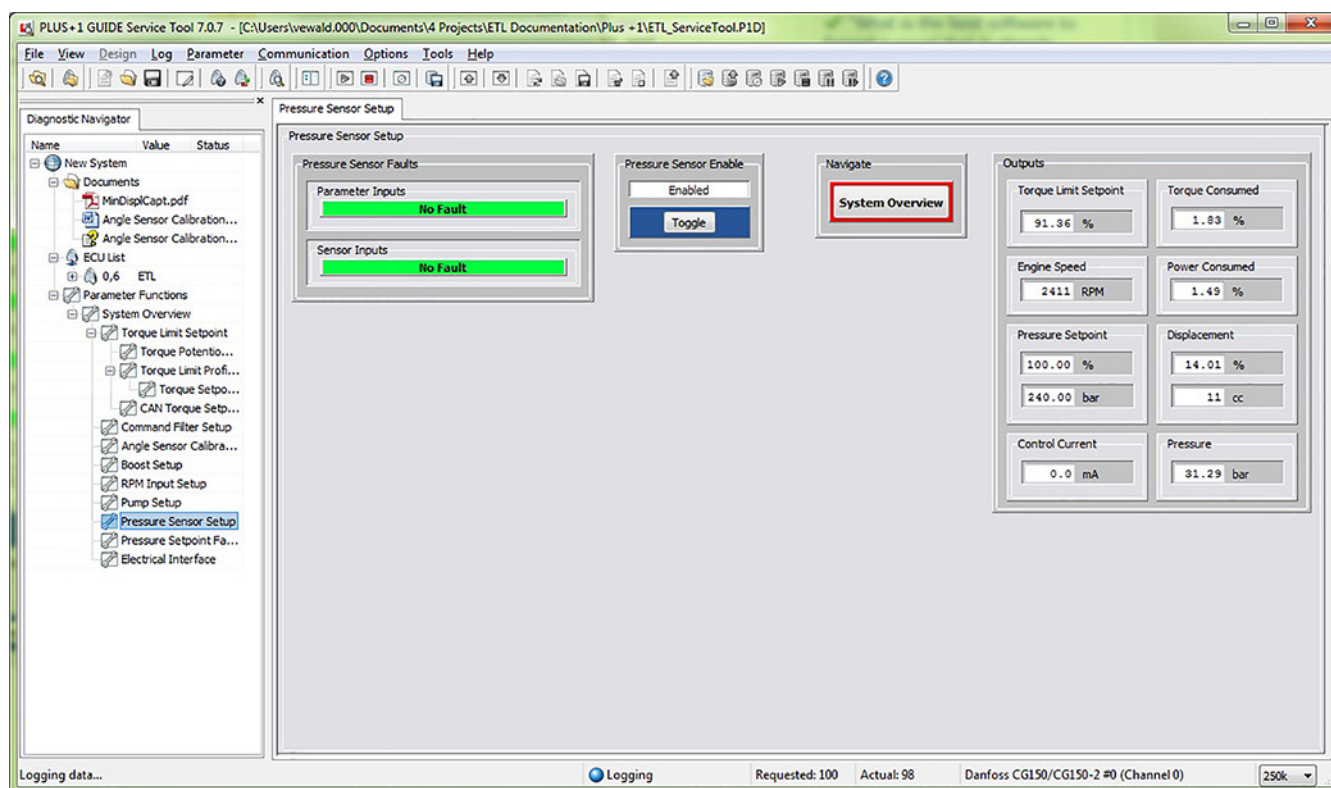 PLUS+1 GUIDE Service Tool 7.0.7 - [C:\Users\vewald.000\Documents\4 Projects\ETL Documentation\Plus +1\ETL_ServiceTool.P1D]
File View Design Log Parameter Communication Options Tools Help
Diagnostic Navigator
Name Value Status
New System
Documents
MinDisplCapt.pdf
Angle Sensor Calibration...
Angle Sensor Calibration...
ECU List
0,6 ETL
Parameter Functions
System Overview
Torque Limit Setpoint
Torque Potentio...
Torque Limit Profi...
Torque Setpo...
CAN Torque Setp...
Command Filter Setup
Angle Sensor Calibra...
Boost Setup
RPM Input Setup
Pump Setup
Pressure Sensor Setup
Pressure Setpoint Fa...
Electrical Interface
Pressure Sensor Setup
Pressure Sensor Setup
Pressure Sensor Faults
Parameter Inputs
No Fault
Sensor Inputs
No Fault
Pressure Sensor Enable
Enabled
Toggle
Navigate
System Overview
Outputs
Torque Limit Setpoint Torque Consumed
91.36 % 1.83 %
Engine Speed Power Consumed
2411 RPM 1.49 %
Pressure Setpoint Displacement
100.00 % 14.01 %
240.00 bar 11 cc
Control Current Pressure
0.0 mA 31.29 bar
Logging data... Logging Requested: 100 Actual: 98 Danfoss CG150/CG150-2 #0 (Channel 0) 250k